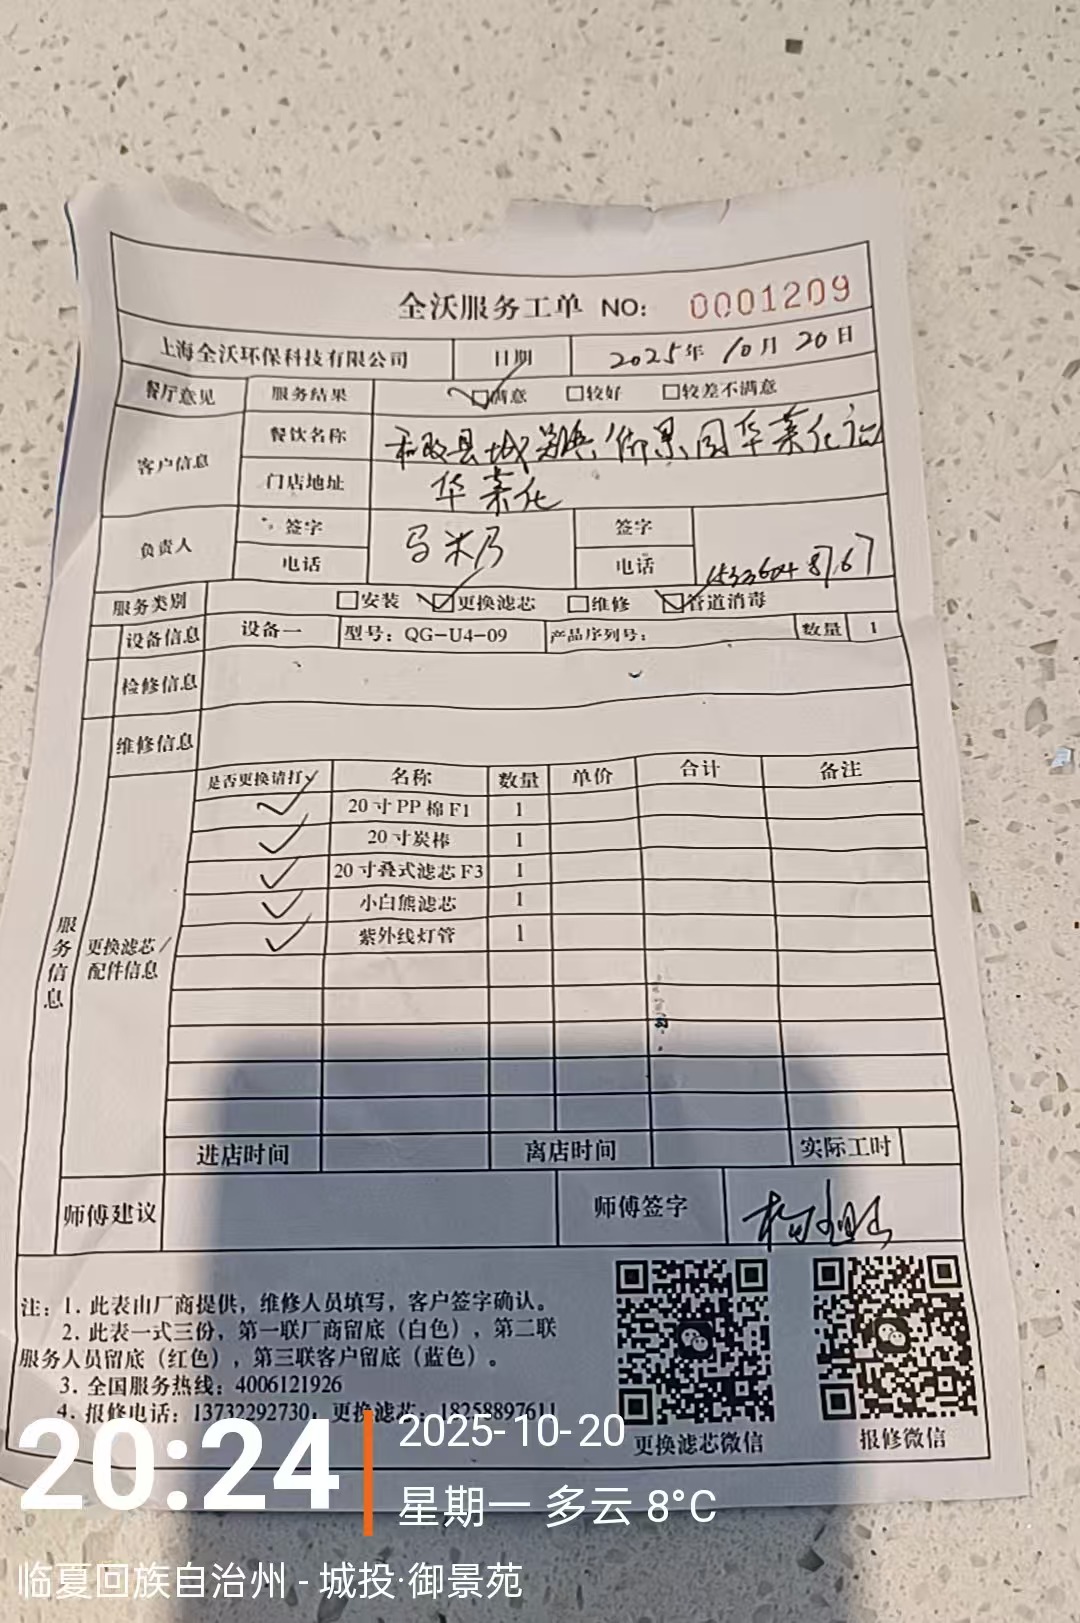 全沃服务工单 NO: 0001209
上海全沃环保科技有限公司 日期 2025年 10月 20日
餐厅意见 服务结果 ☑满意 □较好 □较差不满意
客户信息 餐饮名称 和政县城 御景园华莱化
门店地址 华莱化
负责人 签字 马米乃 签字
电话 电话
服务类别 □安装 ☑更换滤芯 □维修 ☑管道消毒
设备信息 设备一 型号: QG-U4-09 产品序列号: 数量 1
检修信息
维修信息
服务信息
更换滤芯/配件信息
是否更换请打✓ 名称 数量 单价 合计 备注
✓ 20寸PP棉F1 1
✓ 20寸炭棒 1
✓ 20寸叠式滤芯F3 1
✓ 小白熊滤芯 1
✓ 紫外线灯管 1
进店时间 离店时间 实际工时
师傅建议 师傅签字
注: 1. 此表由厂商提供，维修人员填写，客户签字确认。
2. 此表一式三份，第一联厂商留底（白色），第二联
服务人员留底（红色），第三联客户留底（蓝色）。
3. 全国服务热线: 4006121926
4. 报修电话: 13732292730, 更换滤芯: 18258897611
更换滤芯微信 报修微信
20:24
2025-10-20
星期一 多云 8°C
临夏回族自治州 - 城投·御景苑